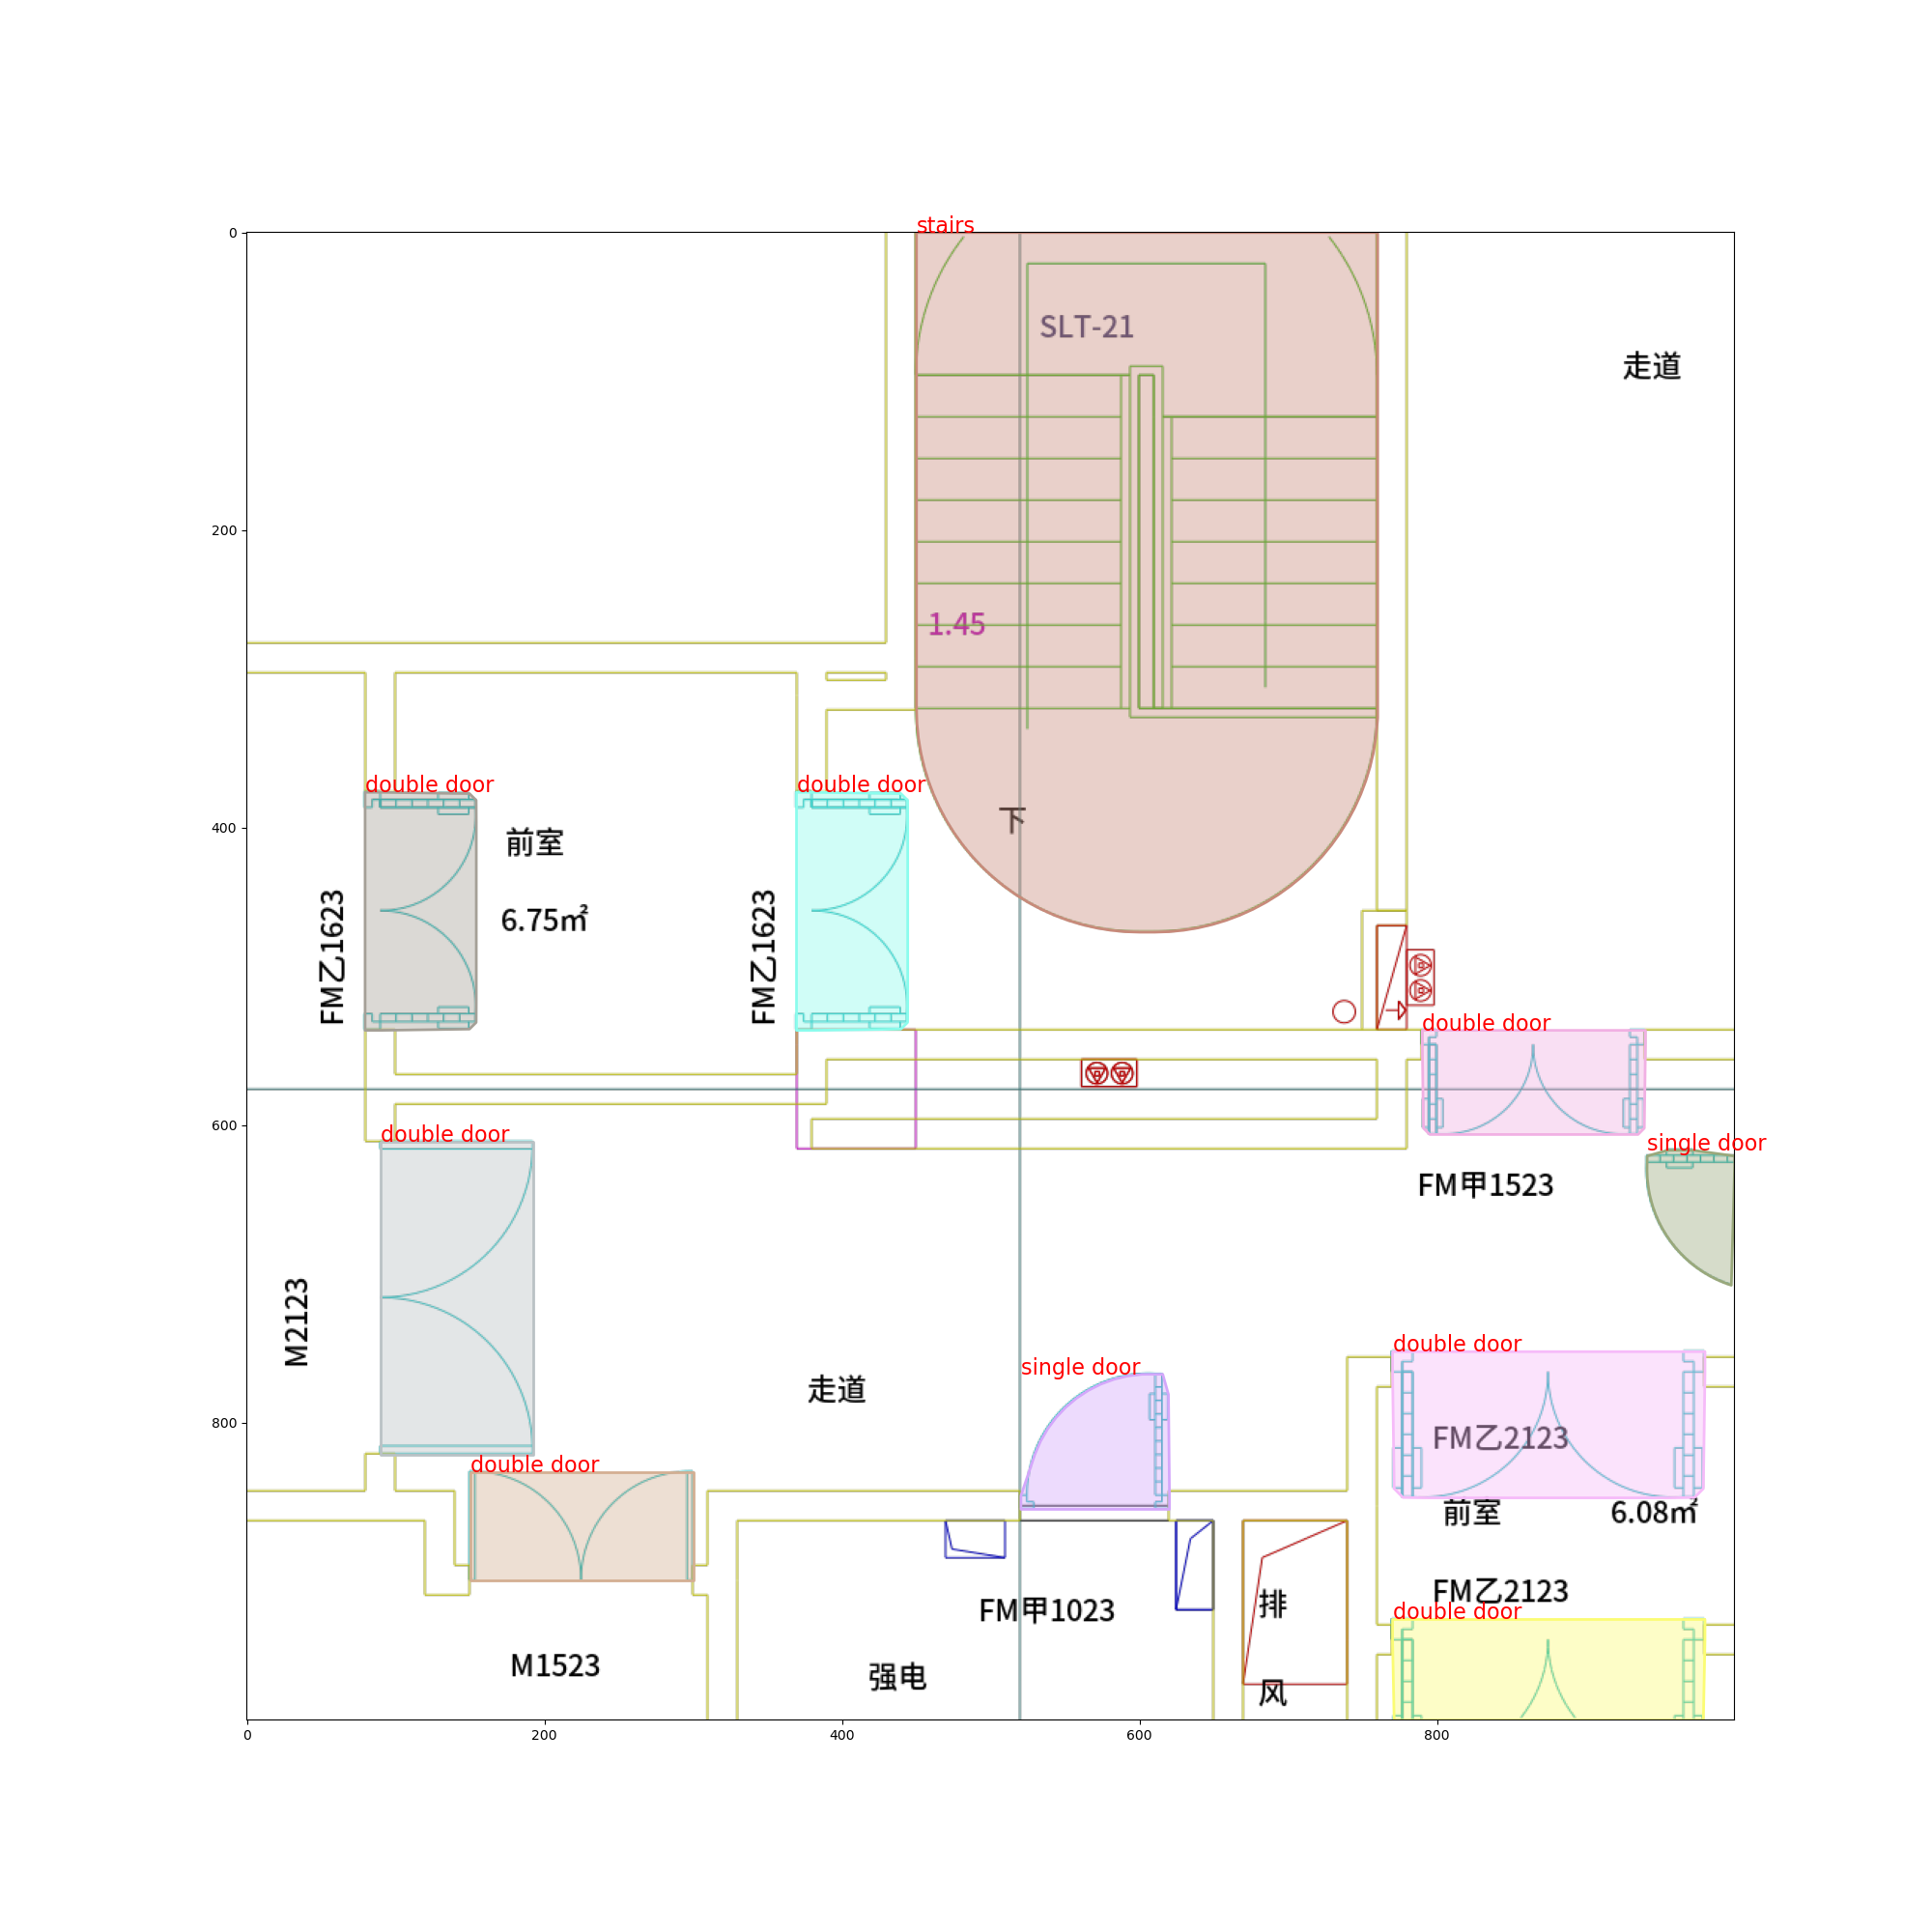 0
stairs
SLT-21
走道
200
1.45
double door
double door
400
下
前室
6.75㎡
FM乙1623
FM乙1623
double door
600
double door
single door
FM甲1523
M2123
double door
single door
走道
800
FM乙2123
double door
前室
6.08㎡
FM乙2123
double door
排
FM甲1023
M1523
强电
风
0
200
400
600
800